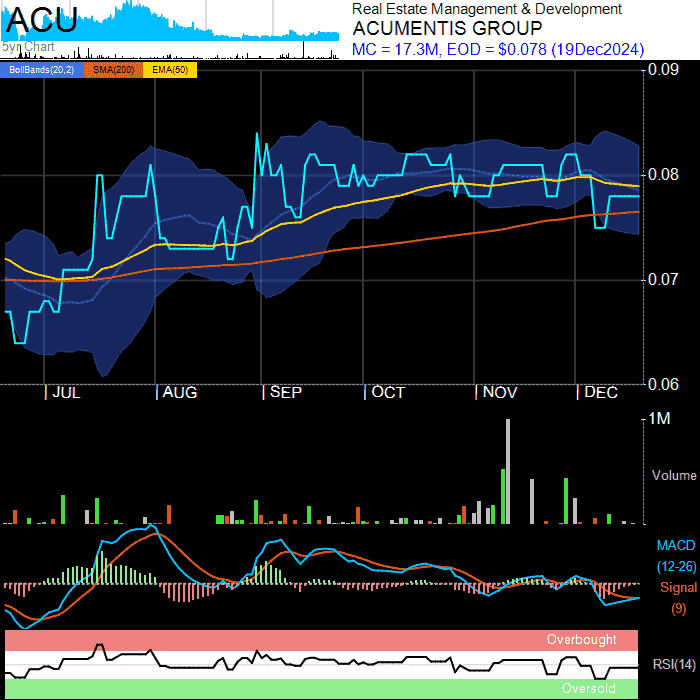 ACU
Real Estate Management & Development
ACUMENTIS GROUP
5yr Chart
MC = 17.3M, EOD = $0.078 (19Dec2024)
BollBands(20,2) SMA(200) EMA(50)
0.09
0.08
0.07
0.06
JUL AUG SEP OCT NOV DEC
1M
Volume
MACD
(12-26)
Signal
(9)
Overbought
RSI(14)
Oversold